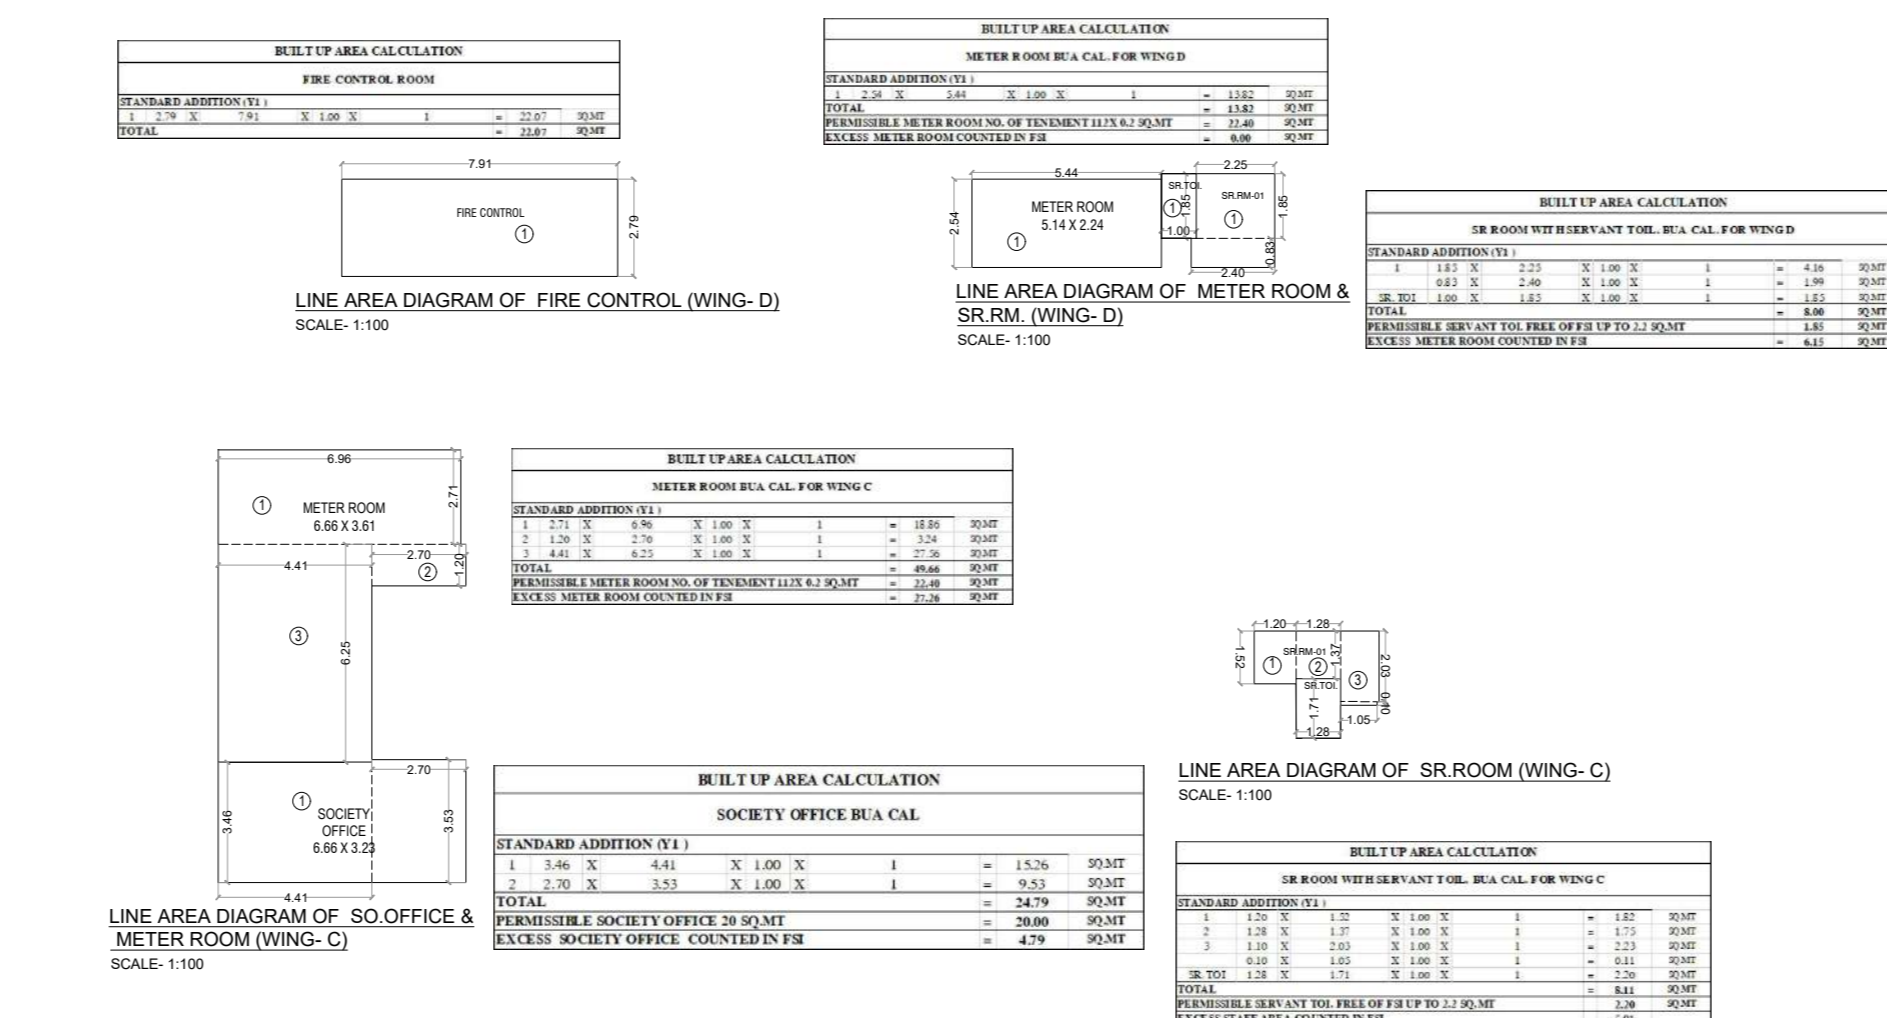 BUILT UP AREA CALCULATION
FIRE CONTROL ROOM
STANDARD ADDITION (Y1 )
1 2.79 X 7.91 X 1.00 X 1 = 22.07 SQ.MT
TOTAL = 22.07 SQ.MT
7.91
FIRE CONTROL
1
2.79
LINE AREA DIAGRAM OF FIRE CONTROL (WING- D)
SCALE- 1:100
BUILT UP AREA CALCULATION
METER ROOM BUA CAL. FOR WING D
STANDARD ADDITION (Y1 )
1 2.54 X 5.44 X 1.00 X 1 = 13.82 SQ.MT
TOTAL = 13.82 SQ.MT
PERMISSIBLE METER ROOM NO. OF TENEMENT 112X 0.2 SQ.MT = 22.40 SQ.MT
EXCESS METER ROOM COUNTED IN FSI = 0.00 SQ.MT
5.44
2.25
2.54
METER ROOM
5.14 X 2.24
1
SR.TOI.
1
1.85
1.00
SR.RM-01
1
1.85
0.83
2.40
LINE AREA DIAGRAM OF METER ROOM &
SR.RM. (WING- D)
SCALE- 1:100
BUILT UP AREA CALCULATION
SR ROOM WITH SERVANT TOIL. BUA CAL. FOR WING D
STANDARD ADDITION (Y1 )
1 1.85 X 2.25 X 1.00 X 1 = 4.16 SQ.MT
0.83 X 2.40 X 1.00 X 1 = 1.99 SQ.MT
SR. TOI 1.00 X 1.85 X 1.00 X 1 = 1.85 SQ.MT
TOTAL = 8.00 SQ.MT
PERMISSIBLE SERVANT TOI. FREE OF FSI UP TO 2.2 SQ.MT 1.85 SQ.MT
EXCESS METER ROOM COUNTED IN FSI = 6.15 SQ.MT
6.96
1
METER ROOM
6.66 X 3.61
2.71
2.70
4.41
2
1.20
3
6.25
2.70
1
SOCIETY
OFFICE
6.66 X 3.23
3.46
3.53
4.41
LINE AREA DIAGRAM OF SO.OFFICE &
METER ROOM (WING- C)
SCALE- 1:100
BUILT UP AREA CALCULATION
METER ROOM BUA CAL. FOR WING C
STANDARD ADDITION (Y1 )
1 2.71 X 6.96 X 1.00 X 1 = 18.86 SQ.MT
2 1.20 X 2.70 X 1.00 X 1 = 3.24 SQ.MT
3 4.41 X 6.25 X 1.00 X 1 = 27.56 SQ.MT
TOTAL = 49.66 SQ.MT
PERMISSIBLE METER ROOM NO. OF TENEMENT 112X 0.2 SQ.MT = 22.40 SQ.MT
EXCESS METER ROOM COUNTED IN FSI = 27.26 SQ.MT
BUILT UP AREA CALCULATION
SOCIETY OFFICE BUA CAL
STANDARD ADDITION (Y1 )
1 3.46 X 4.41 X 1.00 X 1 = 15.26 SQ.MT
2 2.70 X 3.53 X 1.00 X 1 = 9.53 SQ.MT
TOTAL = 24.79 SQ.MT
PERMISSIBLE SOCIETY OFFICE 20 SQ.MT = 20.00 SQ.MT
EXCESS SOCIETY OFFICE COUNTED IN FSI = 4.79 SQ.MT
1.20
1.28
1.52
1
SR.RM-01
2
1.37
3
2.03
0.10
SR.TOI.
1.71
1.05
1.28
LINE AREA DIAGRAM OF SR.ROOM (WING- C)
SCALE- 1:100
BUILT UP AREA CALCULATION
SR ROOM WITH SERVANT TOIL. BUA CAL. FOR WING C
STANDARD ADDITION (Y1 )
1 1.20 X 1.52 X 1.00 X 1 = 1.82 SQ.MT
2 1.28 X 1.37 X 1.00 X 1 = 1.75 SQ.MT
3 1.10 X 2.03 X 1.00 X 1 = 2.23 SQ.MT
0.10 X 1.05 X 1.00 X 1 = 0.11 SQ.MT
SR. TOI 1.28 X 1.71 X 1.00 X 1 = 2.20 SQ.MT
TOTAL = 8.11 SQ.MT
PERMISSIBLE SERVANT TOI. FREE OF FSI UP TO 2.2 SQ.MT 2.20 SQ.MT